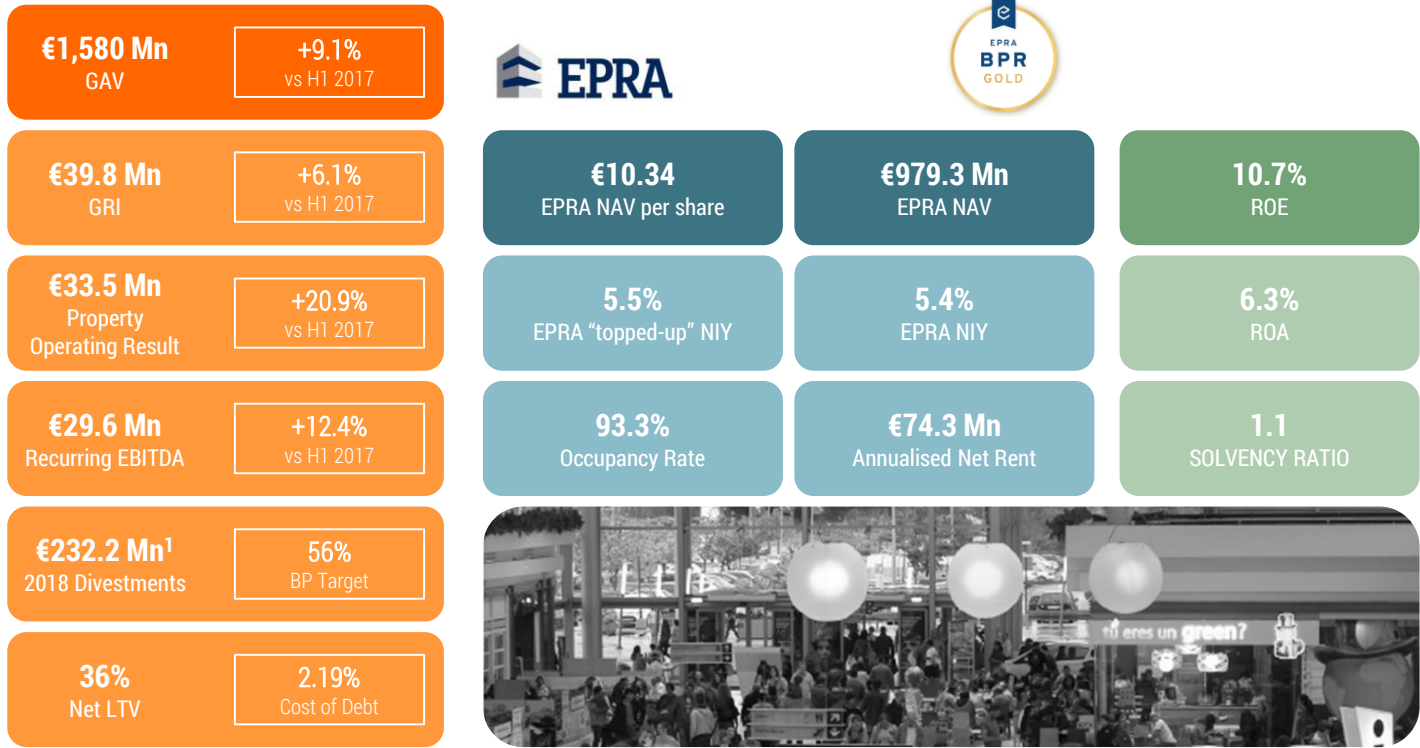 €1,580 Mn
GAV
+9.1%
vs H1 2017
€39.8 Mn
GRI
+6.1%
vs H1 2017
€33.5 Mn
Property
Operating Result
+20.9%
vs H1 2017
€29.6 Mn
Recurring EBITDA
+12.4%
vs H1 2017
€232.2 Mn¹
2018 Divestments
56%
BP Target
36%
Net LTV
2.19%
Cost of Debt
EPRA
EPRA
BPR
GOLD
€10.34
EPRA NAV per share
€979.3 Mn
EPRA NAV
10.7%
ROE
5.5%
EPRA “topped-up” NIY
5.4%
EPRA NIY
6.3%
ROA
93.3%
Occupancy Rate
€74.3 Mn
Annualised Net Rent
1.1
SOLVENCY RATIO
tú eres un green?